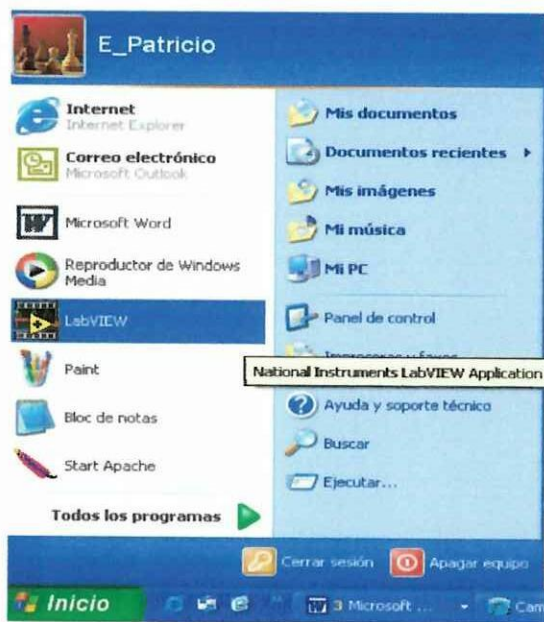 E_Patricio
Internet
Internet Explorer
Correo electrónico
Microsoft Outlook
Microsoft Word
Reproductor de Windows
Media
LabVIEW
Paint
Bloc de notas
Start Apache
Todos los programas
Mis documentos
Documentos recientes
Mis imágenes
Mi música
Mi PC
Panel de control
Impresoras y faxes
National Instruments LabVIEW Application
Ayuda y soporte técnico
Buscar
Ejecutar...
Cerrar sesión
Apagar equipo
Inicio
3 Microsoft ...